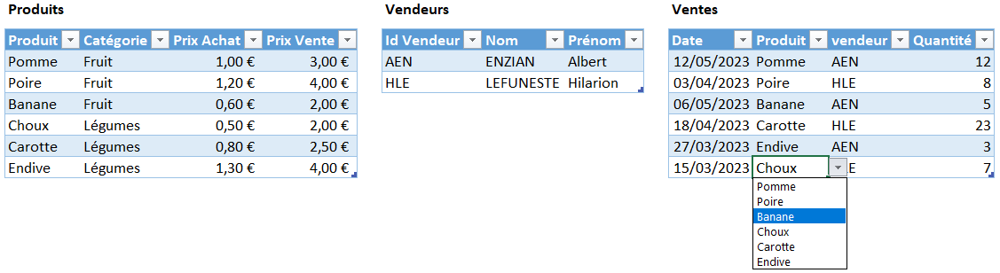 Produits Vendeurs Ventes
Produit Catégorie Prix Achat Prix Vente Id Vendeur Nom Prénom Date Produit vendeur Quantité
Pomme Fruit 1,00 € 3,00 € AEN ENZIAN Albert 12/05/2023 Pomme AEN 12
Poire Fruit 1,20 € 4,00 € HLE LEFUNESTE Hilarion 03/04/2023 Poire HLE 8
Banane Fruit 0,60 € 2,00 € 06/05/2023 Banane AEN 5
Choux Légumes 0,50 € 2,00 € 18/04/2023 Carotte HLE 23
Carotte Légumes 0,80 € 2,50 € 27/03/2023 Endive AEN 3
Endive Légumes 1,30 € 4,00 € 15/03/2023 Choux LE 7
Pomme
Poire
Banane
Choux
Carotte
Endive